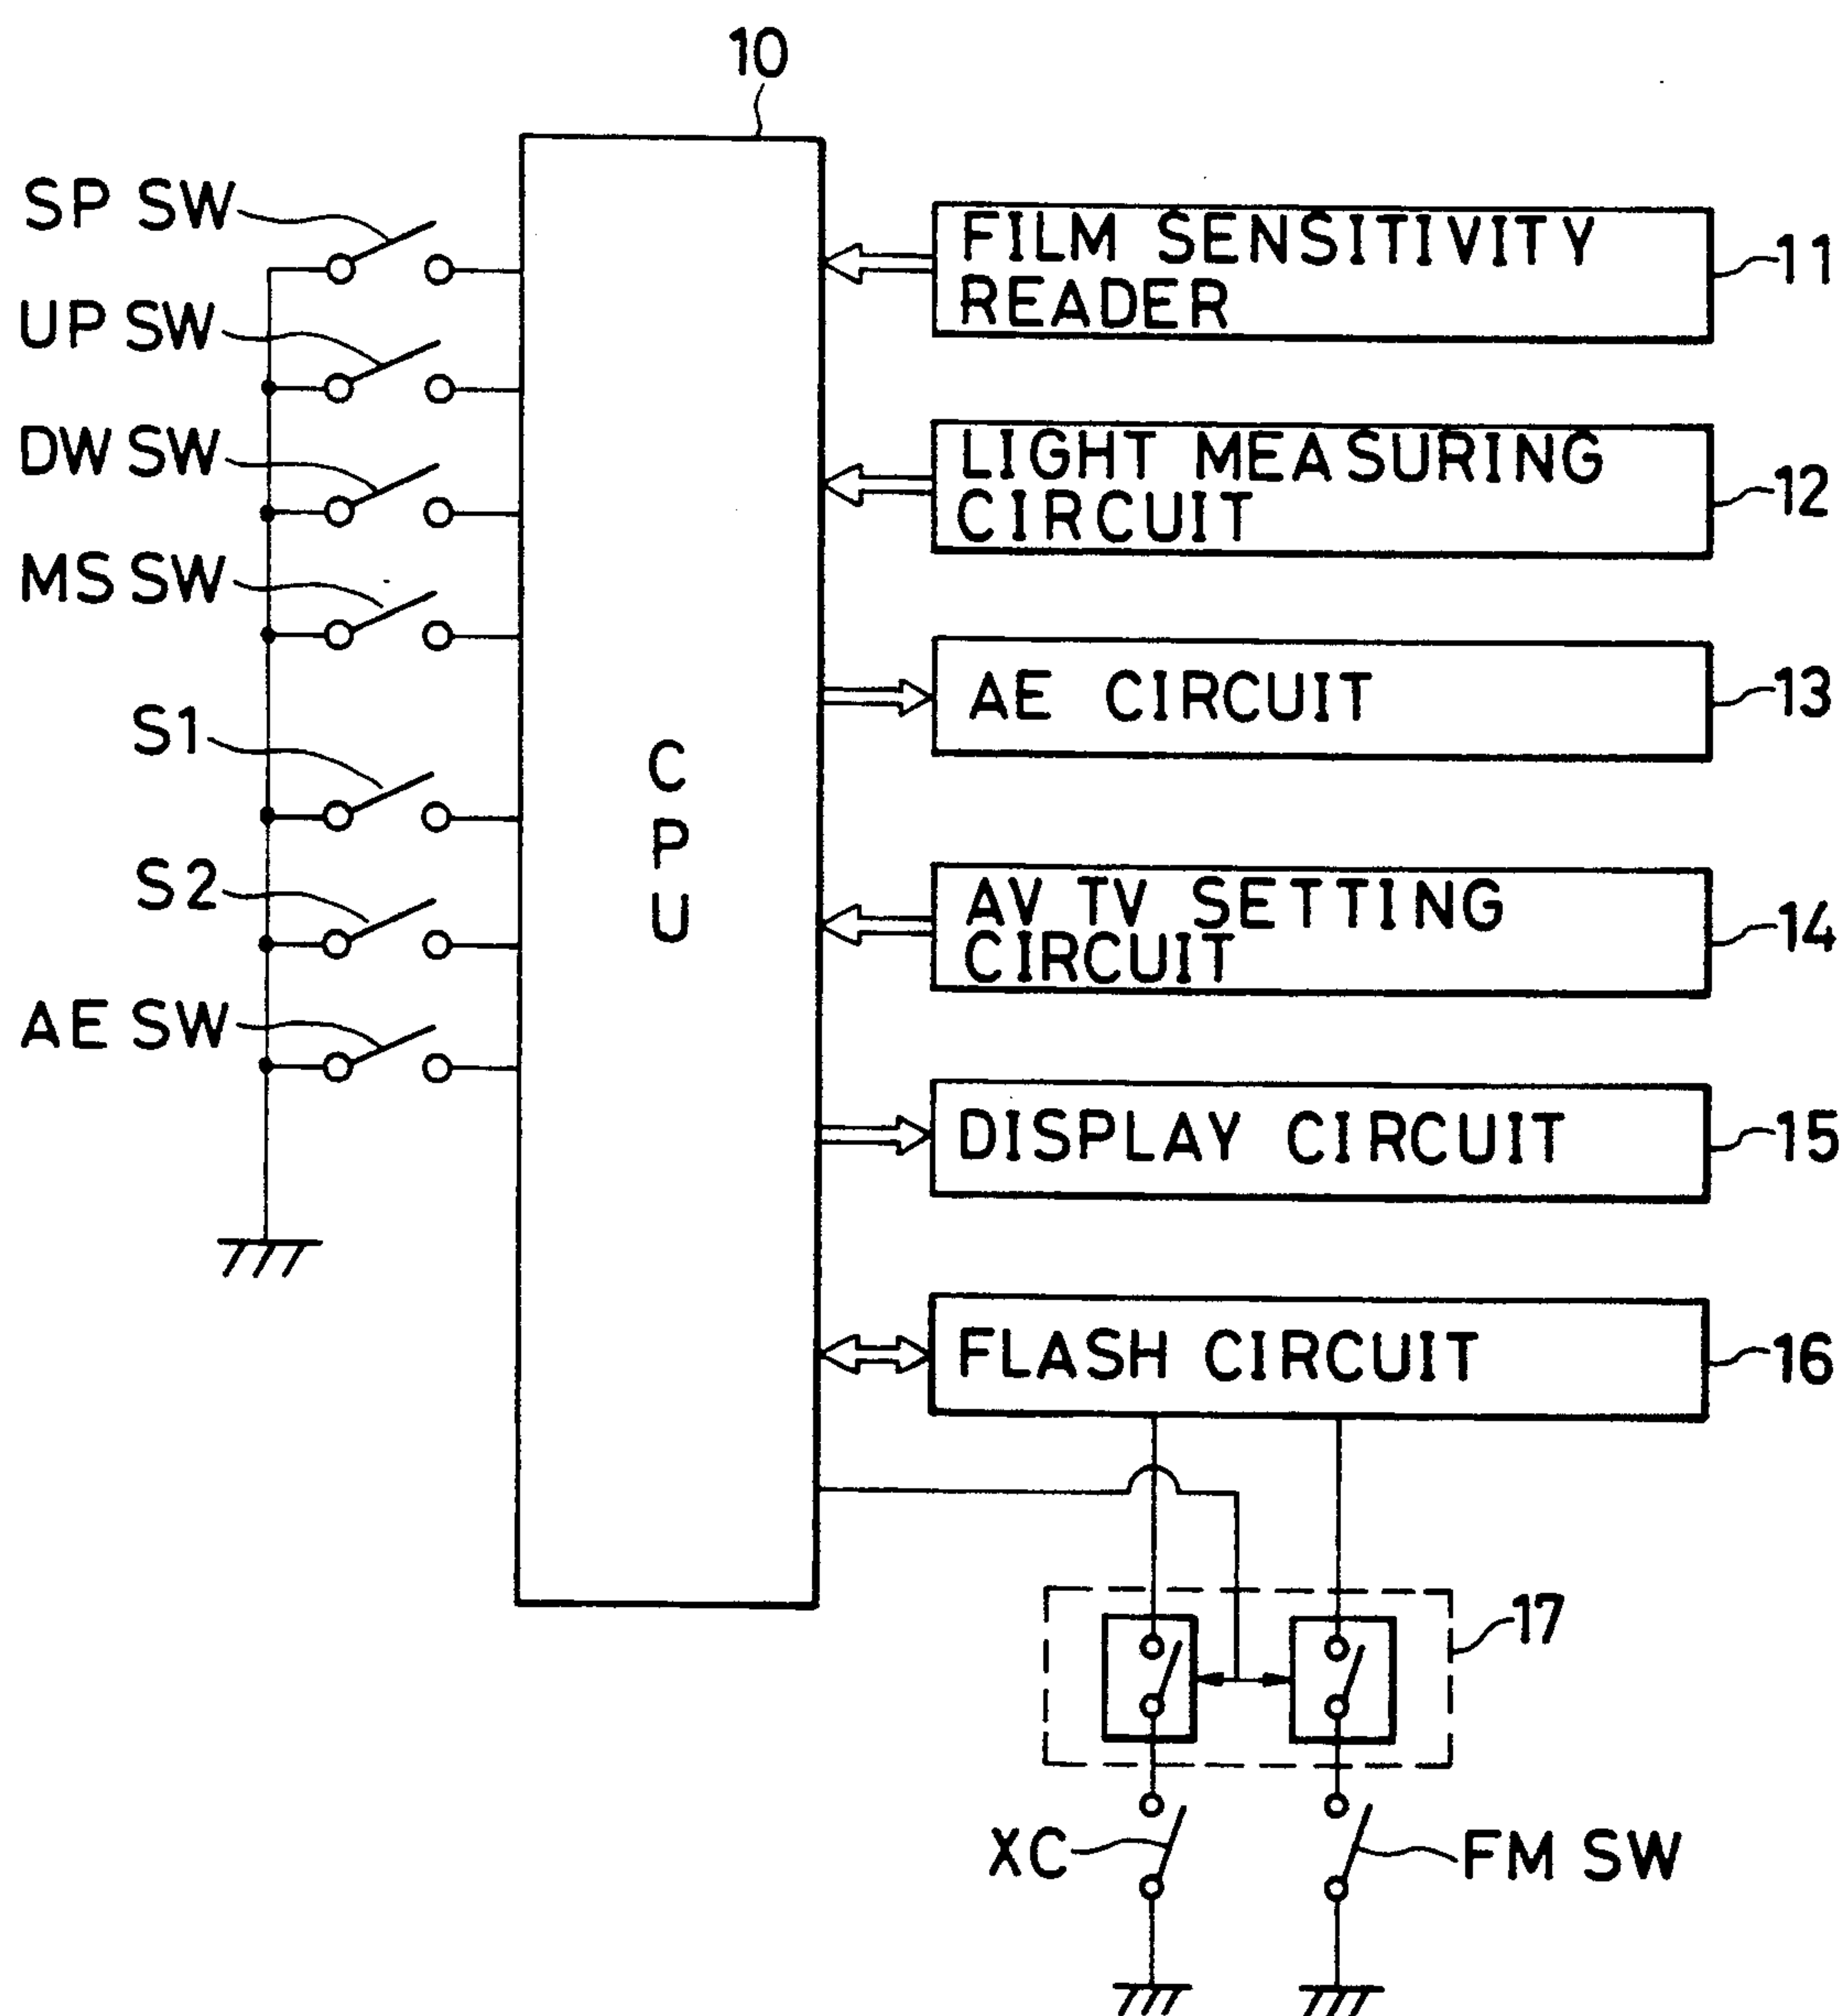 10
SP SW
UP SW
DW SW
MS SW
S1
S2
AE SW
CPU
FILM SENSITIVITY
READER
11
LIGHT MEASURING
CIRCUIT
12
AE CIRCUIT
13
AV TV SETTING
CIRCUIT
14
DISPLAY CIRCUIT
15
FLASH CIRCUIT
16
17
XC
FM SW